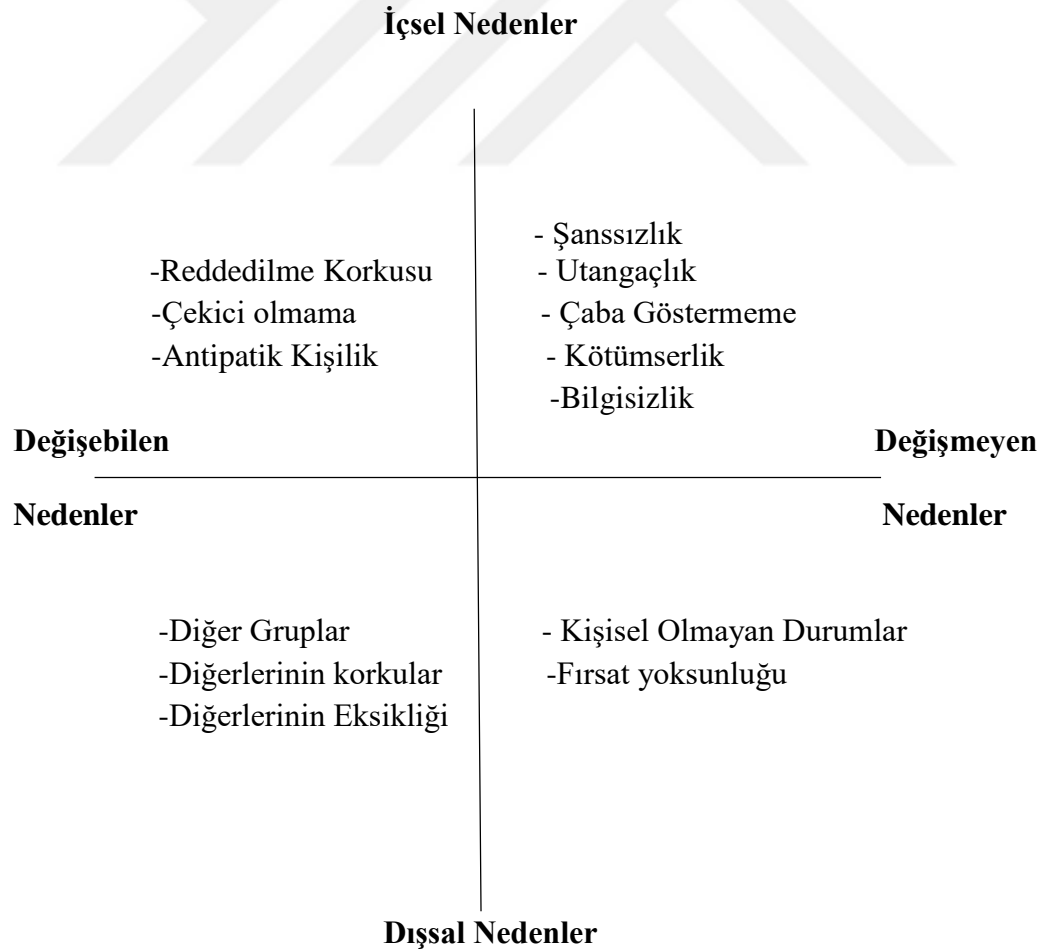 İçsel Nedenler
- Şanssızlık
-Reddedilme Korkusu
- Utangaçlık
-Çekici olmama
- Çaba Göstermeme
-Antipatik Kişilik
- Kötümserlik
-Bilgisizlik
Değişebilen
Değişmeyen
Nedenler
Nedenler
-Diğer Gruplar
- Kişisel Olmayan Durumlar
-Diğerlerinin korkular
-Fırsat yoksunluğu
-Diğerlerinin Eksikliği
Dışsal Nedenler